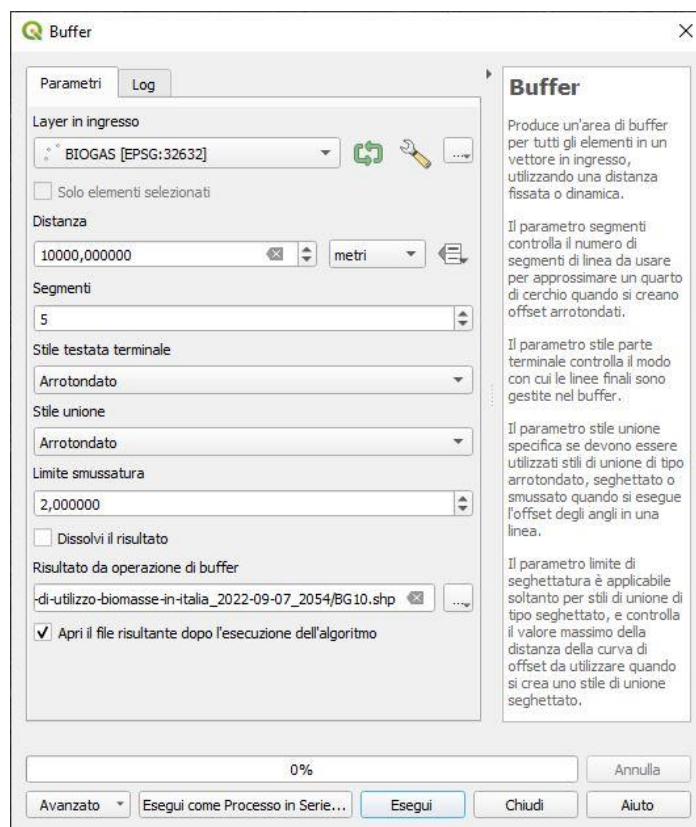 Buffer
Parametri
Log
Layer in ingresso
BIOGAS [EPSG:32632]
...
Solo elementi selezionati
Distanza
10000,000000
metri
Segmenti
5
Stile testata terminale
Arrotondato
Stile unione
Arrotondato
Limite smussatura
2,000000
Dissolvi il risultato
Risultato da operazione di buffer
-di-utilizzo-biomasse-in-italia_2022-09-07_2054/BG10.shp
...
Apri il file risultante dopo l'esecuzione dell'algoritmo
Buffer
Produce un'area di buffer
per tutti gli elementi in un
vettore in ingresso,
utilizzando una distanza
fissata o dinamica.
Il parametro segmenti
controlla il numero di
segmenti di linea da usare
per approssimare un quarto
di cerchio quando si creano
offset arrotondati.
Il parametro stile parte
terminale controlla il modo
con cui le linee finali sono
gestite nel buffer.
Il parametro stile unione
specifica se devono essere
utilizzati stili di unione di tipo
arrotondato, seghettato o
smussato quando si esegue
l'offset degli angli in una
linea.
Il parametro limite di
seghettatura è applicabile
soltanto per stili di unione di
tipo seghettato, e controlla
il valore massimo della
distanza della curva di
offset da utilizzare quando
si crea uno stile di unione
seghettato.
0%
Annulla
Avanzato
Esegui come Processo in Serie...
Esegui
Chiudi
Aiuto